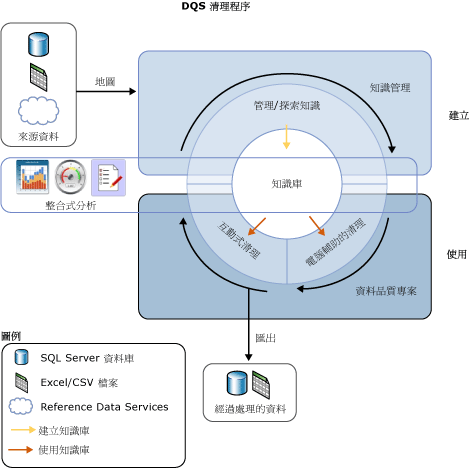 DQS 清理程序
地圖
來源資料
知識管理
管理/探索知識
建立
知識庫
整合式分析
互動式清理
電腦輔助的清理
使用
資料品質專案
匯出
經過處理的資料
圖例
SQL Server 資料庫
Excel/CSV 檔案
Reference Data Services
建立知識庫
使用知識庫